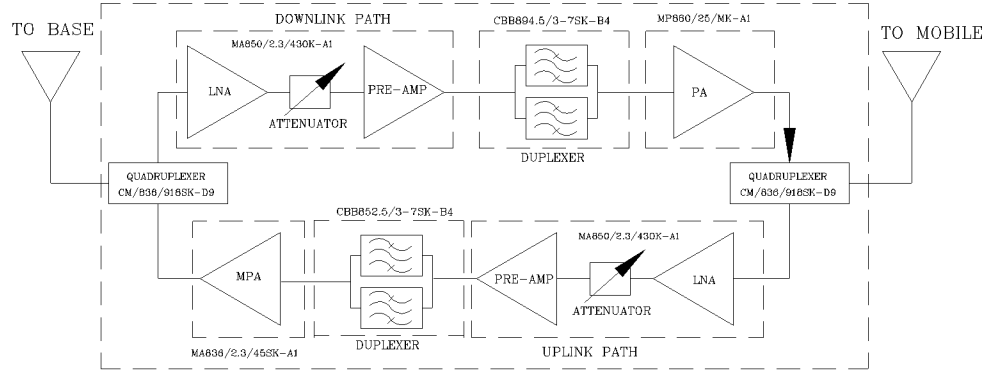 DOWNLINK PATH
CBB894.5/3-7SK-B4
MP860/25/MK-A1
TO BASE
TO MOBILE
MA850/2.3/430K-A1
LNA
PRE-AMP
PA
ATTENUATOR
DUPLEXER
QUADRUPLEXER
CM/836/918SK-D9
QUADRUPLEXER
CM/836/918SK-D9
CBB852.5/3-7SK-B4
MA850/2.3/430K-A1
MPA
PRE-AMP
LNA
ATTENUATOR
DUPLEXER
MA836/2.3/45SK-A1
UPLINK PATH